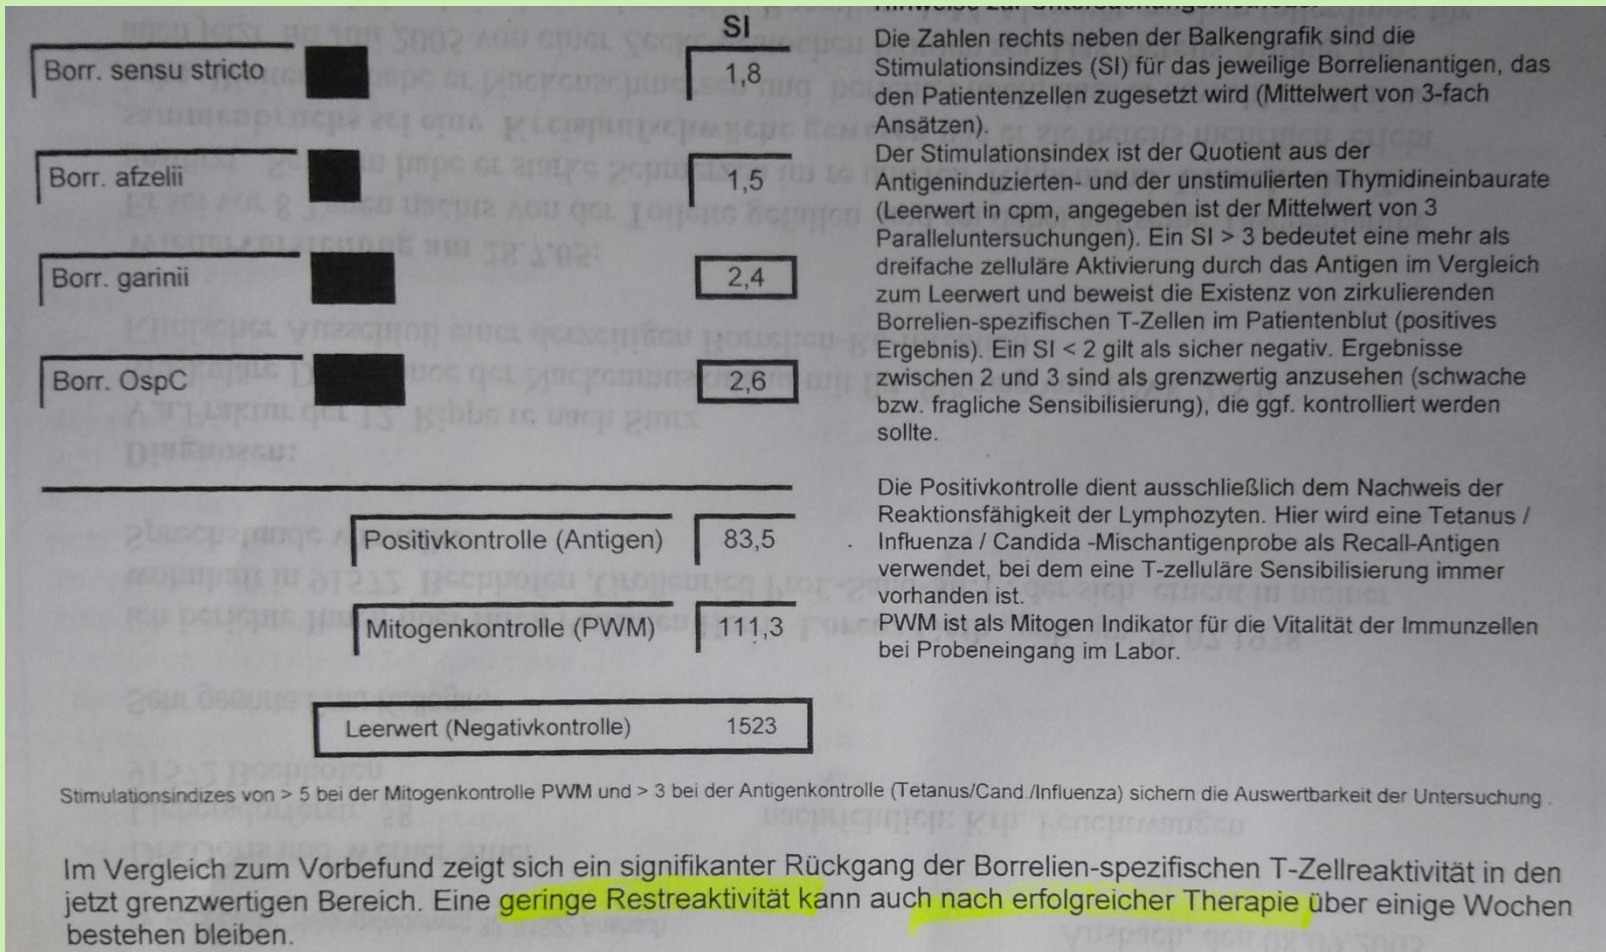 SI
Borr. sensu stricto 1,8
Borr. afzelii 1,5
Borr. garinii 2,4
Borr. OspC 2,6
Positivkontrolle (Antigen) 83,5
Mitogenkontrolle (PWM) 111,3
Leerwert (Negativkontrolle) 1523
Die Zahlen rechts neben der Balkengrafik sind die
Stimulationsindizes (SI) für das jeweilige Borrelienantigen, das
den Patientenzellen zugesetzt wird (Mittelwert von 3-fach
Ansätzen).
Der Stimulationsindex ist der Quotient aus der
Antigeninduzierten- und der unstimulierten Thymidineinbaurate
(Leerwert in cpm, angegeben ist der Mittelwert von 3
Paralleluntersuchungen). Ein SI > 3 bedeutet eine mehr als
dreifache zelluläre Aktivierung durch das Antigen im Vergleich
zum Leerwert und beweist die Existenz von zirkulierenden
Borrelien-spezifischen T-Zellen im Patientenblut (positives
Ergebnis). Ein SI < 2 gilt als sicher negativ. Ergebnisse
zwischen 2 und 3 sind als grenzwertig anzusehen (schwache
bzw. fragliche Sensibilisierung), die ggf. kontrolliert werden
sollte.
Die Positivkontrolle dient ausschließlich dem Nachweis der
Reaktionsfähigkeit der Lymphozyten. Hier wird eine Tetanus /
Influenza / Candida -Mischantigenprobe als Recall-Antigen
verwendet, bei dem eine T-zelluläre Sensibilisierung immer
vorhanden ist.
PWM ist als Mitogen Indikator für die Vitalität der Immunzellen
bei Probeneingang im Labor.
Stimulationsindizes von > 5 bei der Mitogenkontrolle PWM und > 3 bei der Antigenkontrolle (Tetanus/Cand./Influenza) sichern die Auswertbarkeit der Untersuchung .
Im Vergleich zum Vorbefund zeigt sich ein signifikanter Rückgang der Borrelien-spezifischen T-Zellreaktivität in den
jetzt grenzwertigen Bereich. Eine geringe Restreaktivität kann auch nach erfolgreicher Therapie über einige Wochen
bestehen bleiben.